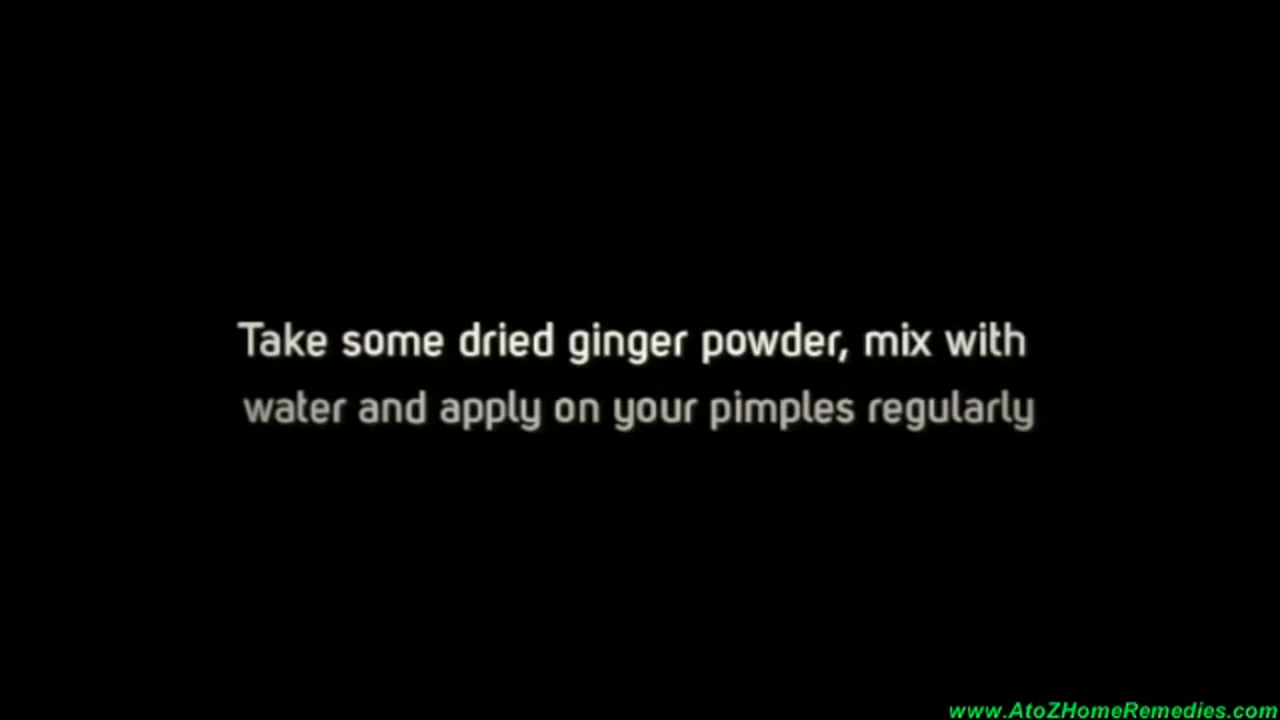 Take some dried ginger powder, mix with
water and apply on your pimples regularly
www.AtoZHomeRemedies.com